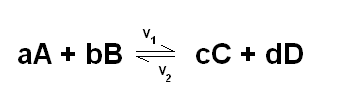 v1
aA + bB ⇌ cC + dD
v2